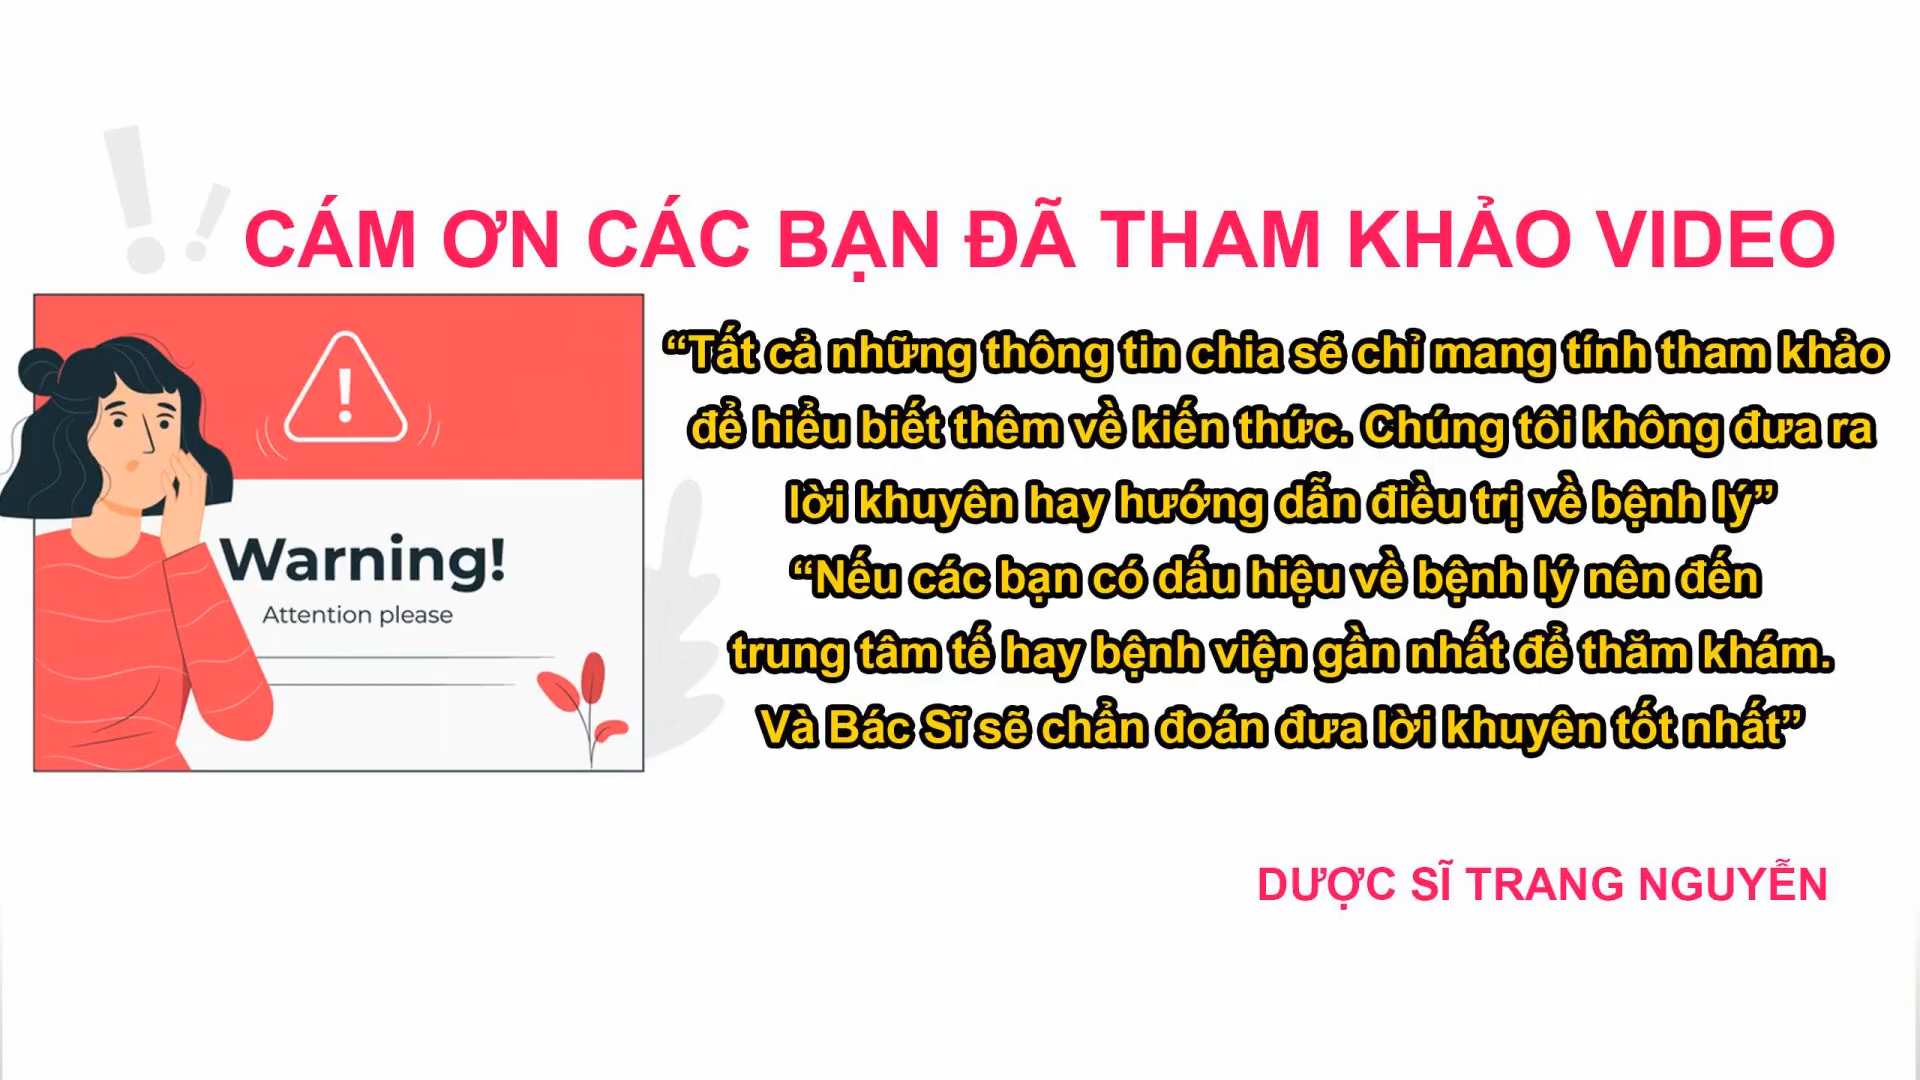 CÁM ƠN CÁC BẠN ĐÃ THAM KHẢO VIDEO
“Tất cả những thông tin chia sẽ chỉ mang tính tham khảo
để hiểu biết thêm về kiến thức. Chúng tôi không đưa ra
lời khuyên hay hướng dẫn điều trị về bệnh lý”
“Nếu các bạn có dấu hiệu về bệnh lý nên đến
trung tâm tế hay bệnh viện gần nhất để thăm khám.
Và Bác Sĩ sẽ chẩn đoán đưa lời khuyên tốt nhất”
!
Warning!
Attention please
DƯỢC SĨ TRANG NGUYỄN